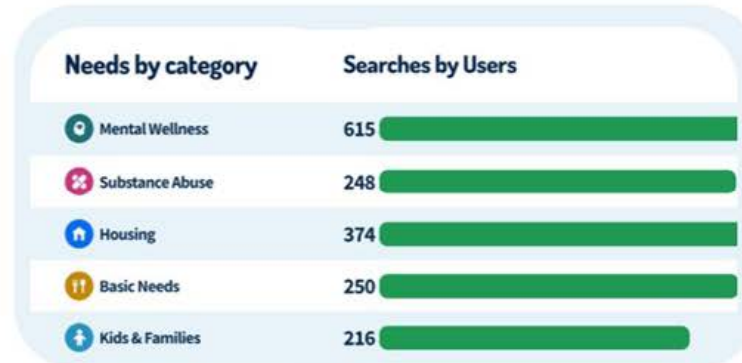 Needs by category Searches by Users
Mental Wellness 615
Substance Abuse 248
Housing 374
Basic Needs 250
Kids & Families 216